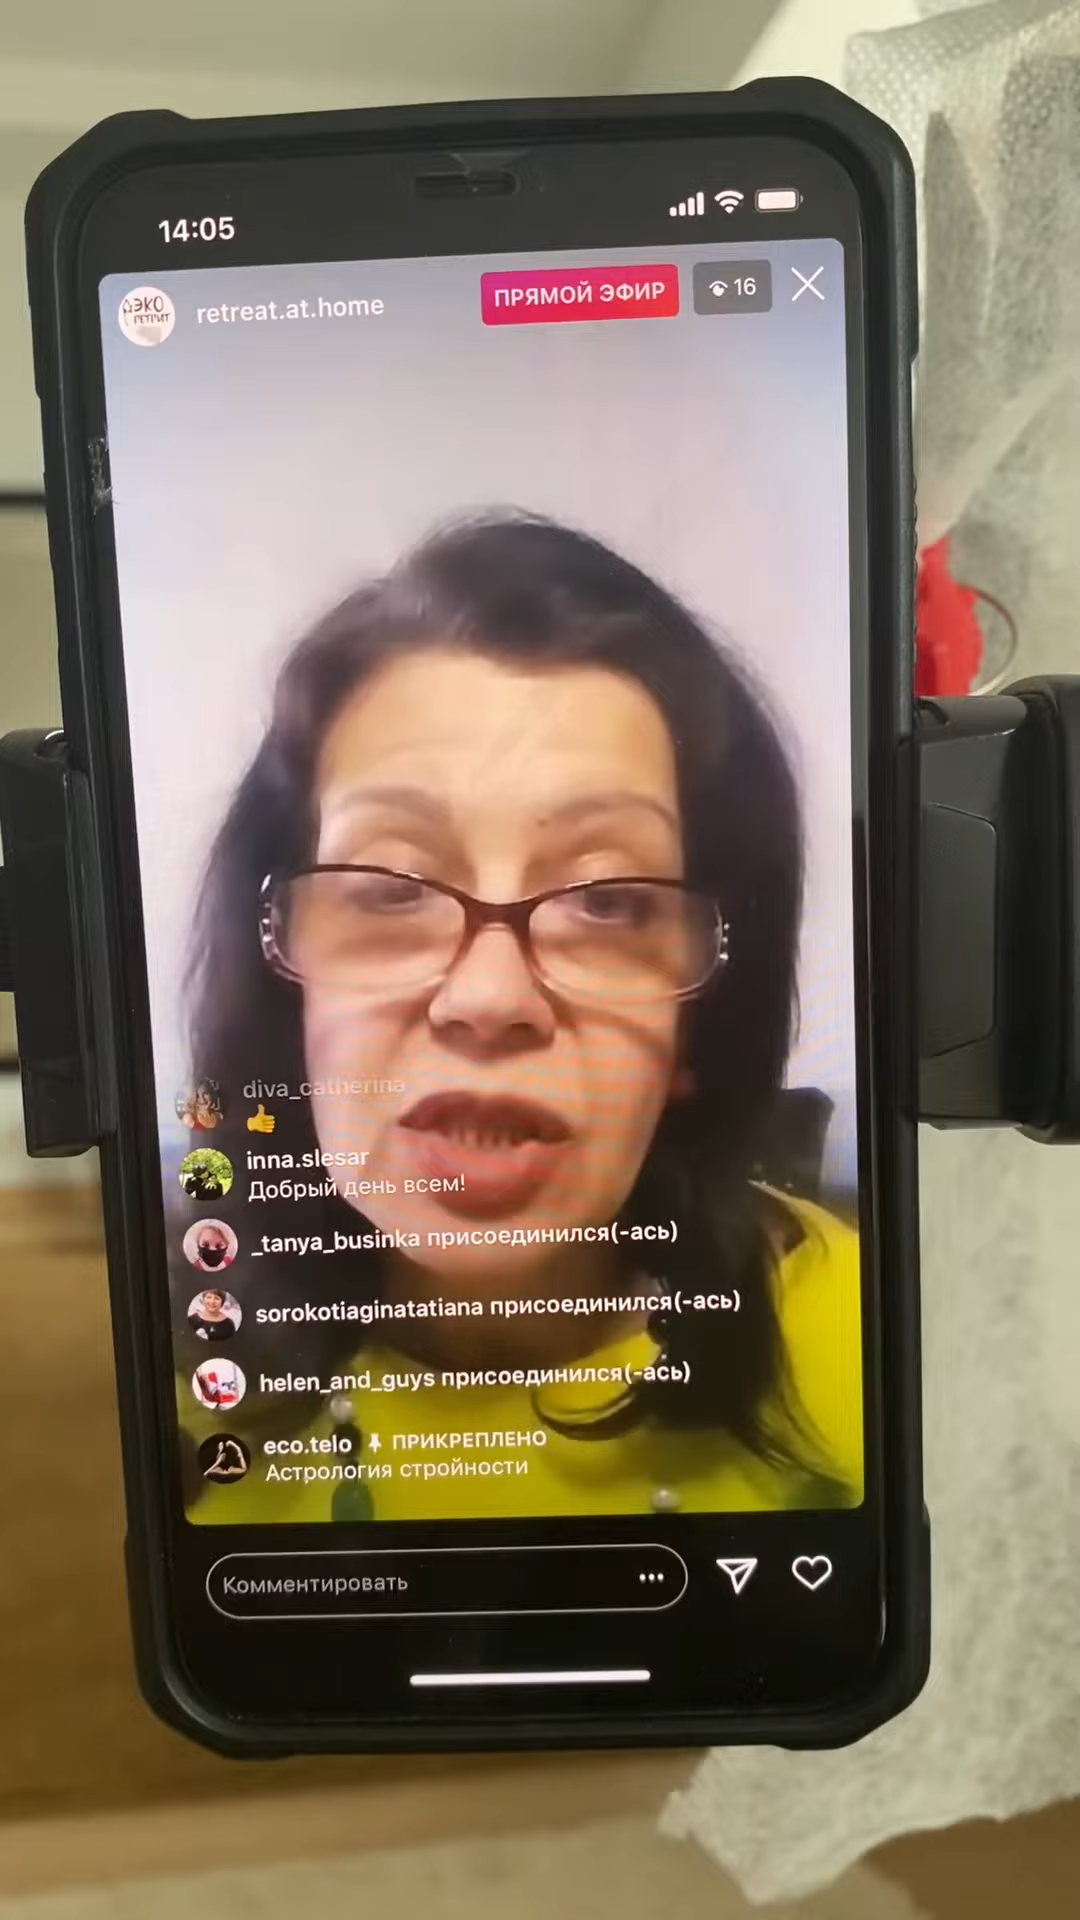 14:05
ЭКО
РЕТРИТ
retreat.at.home
ПРЯМОЙ ЭФИР
16
diva_catherina
👍
inna.slesar
Добрый день всем!
_tanya_businka присоединился(-ась)
sorokotiaginatatiana присоединился(-ась)
helen_and_guys присоединился(-ась)
eco.telo ПРИКРЕПЛЕНО
Астрология стройности
Комментировать